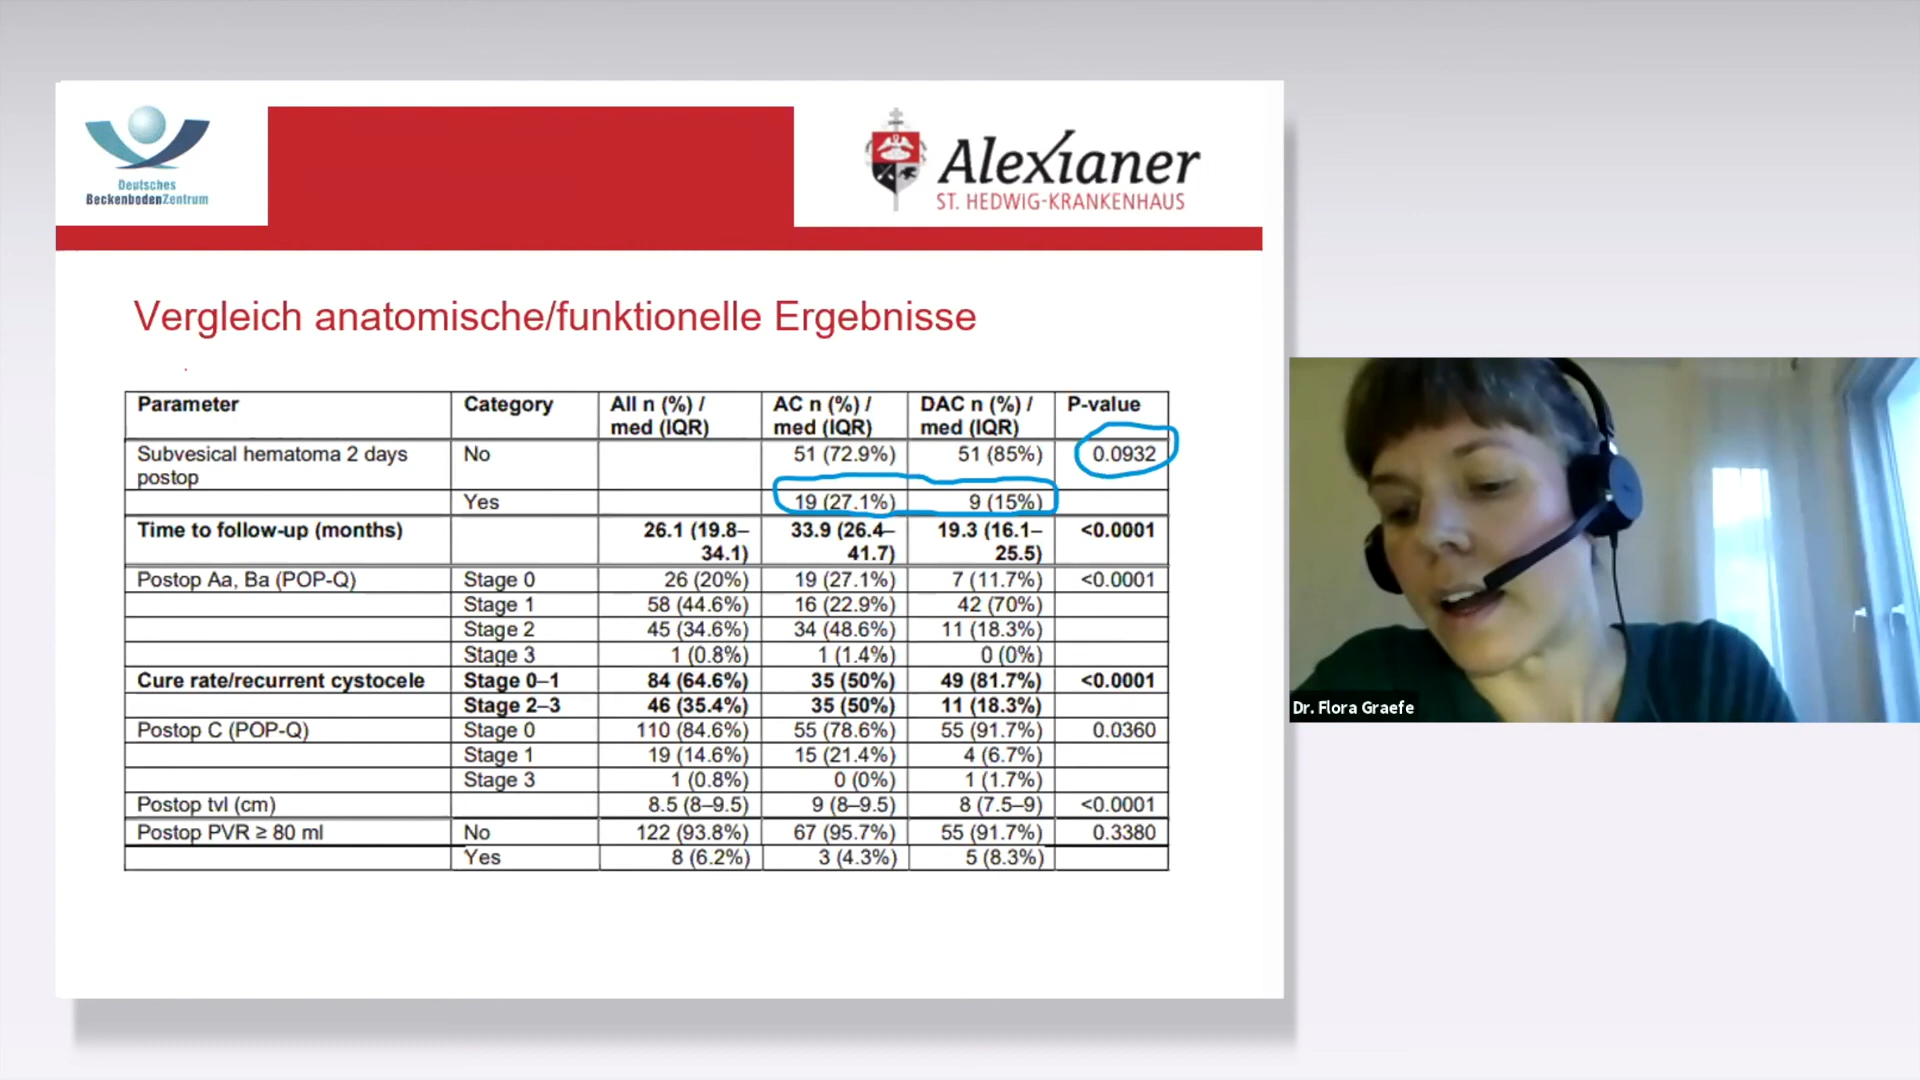 Deutsches
BeckenbodenZentrum
Alexianer
ST. HEDWIG-KRANKENHAUS
Vergleich anatomische/funktionelle Ergebnisse
Parameter Category All n (%) / med (IQR) AC n (%) / med (IQR) DAC n (%) / med (IQR) P-value
Subvesical hematoma 2 days postop No 51 (72.9%) 51 (85%) 0.0932
Yes 19 (27.1%) 9 (15%)
Time to follow-up (months) 26.1 (19.8–34.1) 33.9 (26.4–41.7) 19.3 (16.1–25.5) <0.0001
Postop Aa, Ba (POP-Q) Stage 0 26 (20%) 19 (27.1%) 7 (11.7%) <0.0001
Stage 1 58 (44.6%) 16 (22.9%) 42 (70%)
Stage 2 45 (34.6%) 34 (48.6%) 11 (18.3%)
Stage 3 1 (0.8%) 1 (1.4%) 0 (0%)
Cure rate/recurrent cystocele Stage 0–1 84 (64.6%) 35 (50%) 49 (81.7%) <0.0001
Stage 2–3 46 (35.4%) 35 (50%) 11 (18.3%)
Postop C (POP-Q) Stage 0 110 (84.6%) 55 (78.6%) 55 (91.7%) 0.0360
Stage 1 19 (14.6%) 15 (21.4%) 4 (6.7%)
Stage 3 1 (0.8%) 0 (0%) 1 (1.7%)
Postop tvl (cm) 8.5 (8–9.5) 9 (8–9.5) 8 (7.5–9) <0.0001
Postop PVR ≥ 80 ml No 122 (93.8%) 67 (95.7%) 55 (91.7%) 0.3380
Yes 8 (6.2%) 3 (4.3%) 5 (8.3%)
Dr. Flora Graefe